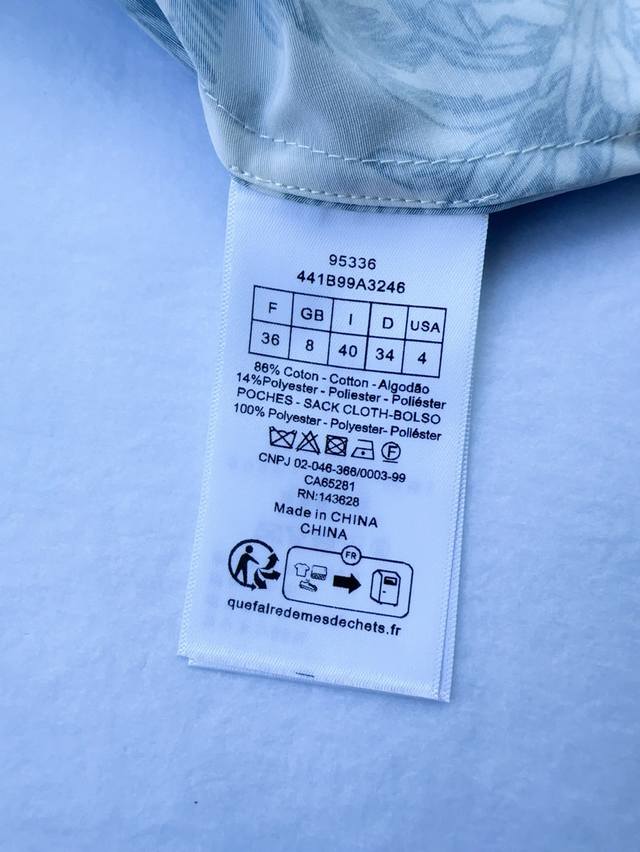 95336
441B99A3246
F GB I D USA
36 8 40 34 4
86% Coton - Cotton - Algodão
14%Polyester - Poliester - Poliéster
POCHES - SACK CLOTH-BOLSO
100% Polyester - Polyester- Poliéster
F
CNPJ 02-046-366/0003-99
CA65281
RN:143628
Made in CHINA
CHINA
FR
quefairedemesdechets.fr